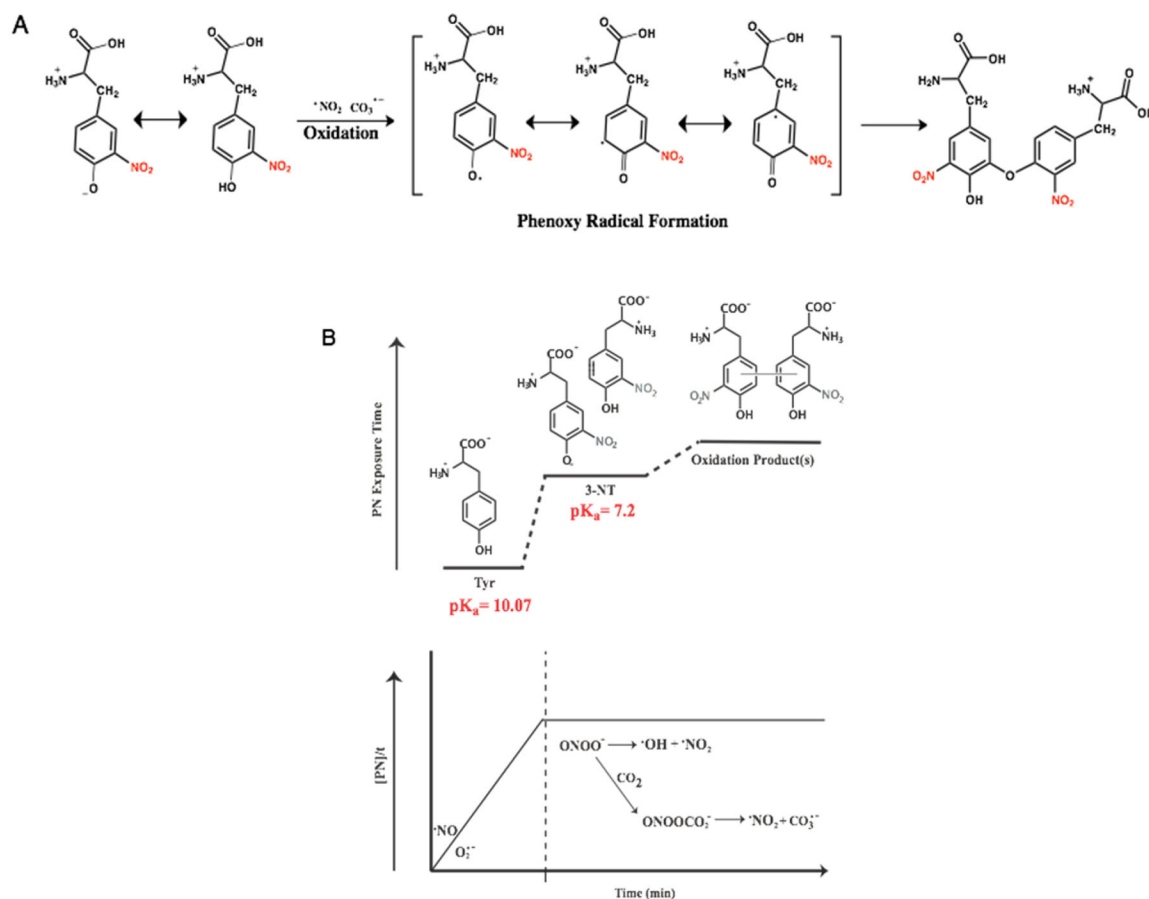 A
O
OH
H₃N⁺
CH₂
NO₂
O⁻
O
OH
H₃N⁺
CH₂
NO₂
HO
•NO₂ CO₃•⁻
Oxidation
O
OH
H₃N⁺
CH₂
NO₂
O•
O
OH
H₃N⁺
CH₂
•
NO₂
O
O
OH
H₃N⁺
CH₂
•
NO₂
O
Phenoxy Radical Formation
O
OH
H₂N
CH₂
O₂N
OH
O
NO₂
CH₂
H₃N⁺
O
OH
B
PN Exposure Time
COO⁻
H₃N⁺
OH
Tyr
pKₐ= 10.07
COO⁻
H₃N⁺
NO₂
O.
COO⁻
NH₃⁺
NO₂
OH
3-NT
pKₐ= 7.2
COO⁻
H₃N⁺
NO₂
OH
COO⁻
NH₃⁺
NO₂
OH
Oxidation Product(s)
[PN]/t
•NO
O₂•⁻
ONOO⁻ → •OH + •NO₂
CO₂
ONOOCO₂⁻ → •NO₂ + CO₃•⁻
Time (min)